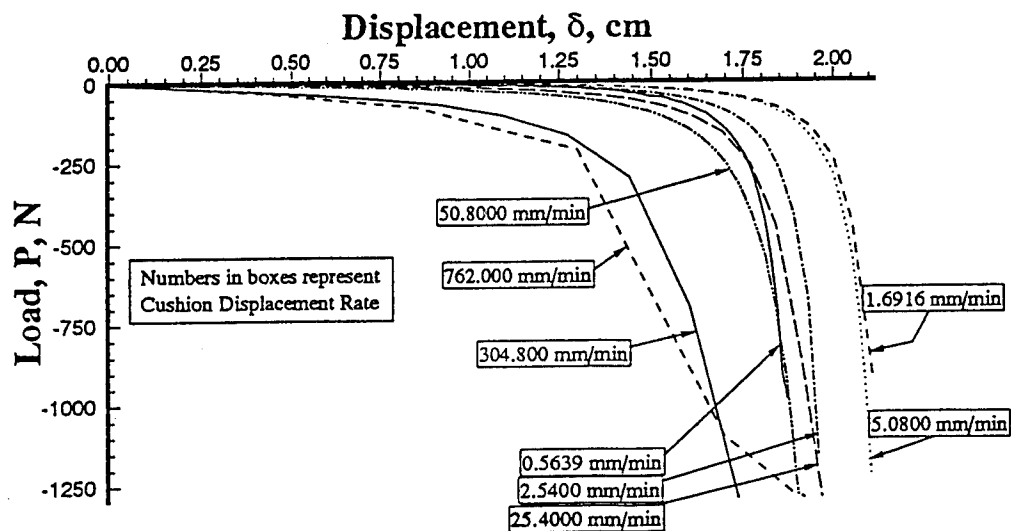 Displacement, δ, cm
0.00 0.25 0.50 0.75 1.00 1.25 1.50 1.75 2.00
Load, P, N
0
-250
-500
-750
-1000
-1250
50.8000 mm/min
762.000 mm/min
Numbers in boxes represent
Cushion Displacement Rate
304.800 mm/min
1.6916 mm/min
5.0800 mm/min
0.5639 mm/min
2.5400 mm/min
25.4000 mm/min